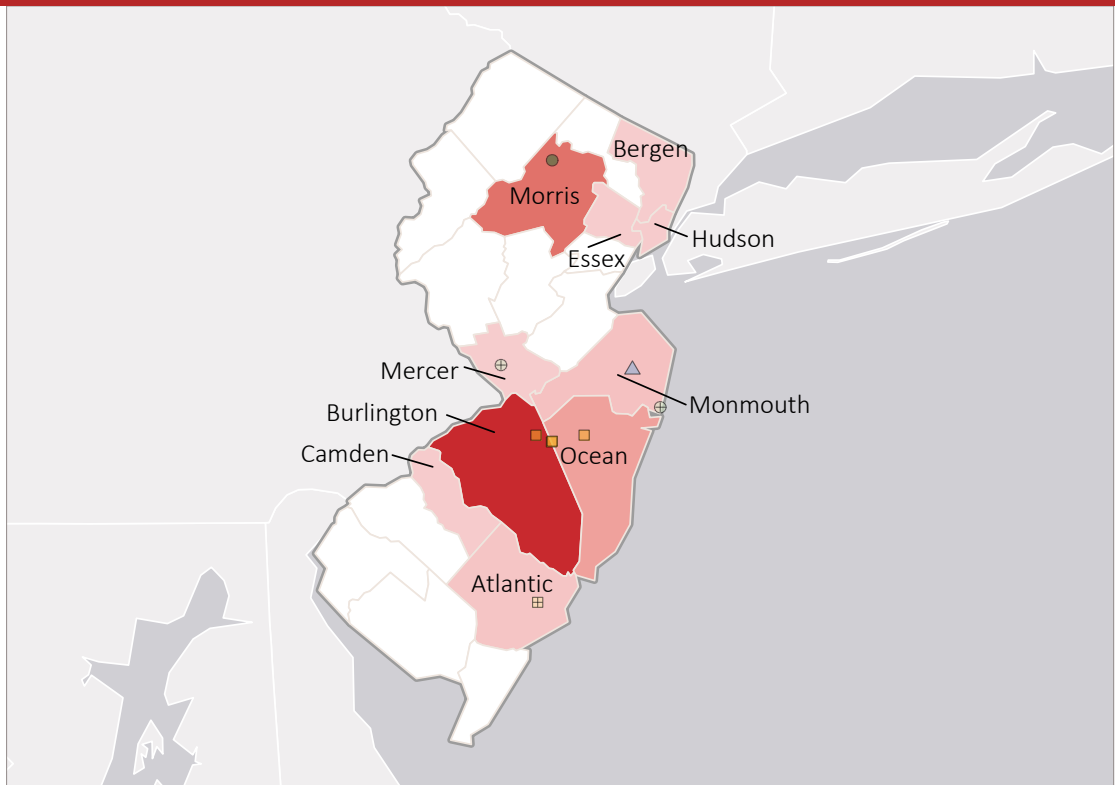 Bergen
Morris
Hudson
Essex
Mercer
Monmouth
Burlington
Camden
Ocean
Atlantic